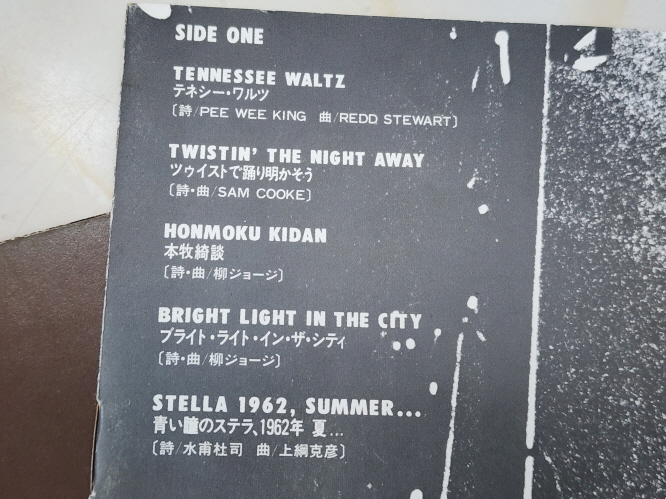 SIDE ONE
TENNESSEE WALTZ
テネシー・ワルツ
〔詩/PEE WEE KING 曲/REDD STEWART〕
TWISTIN' THE NIGHT AWAY
ツゥイストで踊り明かそう
〔詩・曲/SAM COOKE〕
HONMOKU KIDAN
本牧綺談
〔詩・曲/柳ジョージ〕
BRIGHT LIGHT IN THE CITY
ブライト・ライト・イン・ザ・シティ
〔詩・曲/柳ジョージ〕
STELLA 1962, SUMMER...
青い瞳のステラ、1962年 夏...
〔詩/水甫杜司 曲/上綱克彦〕